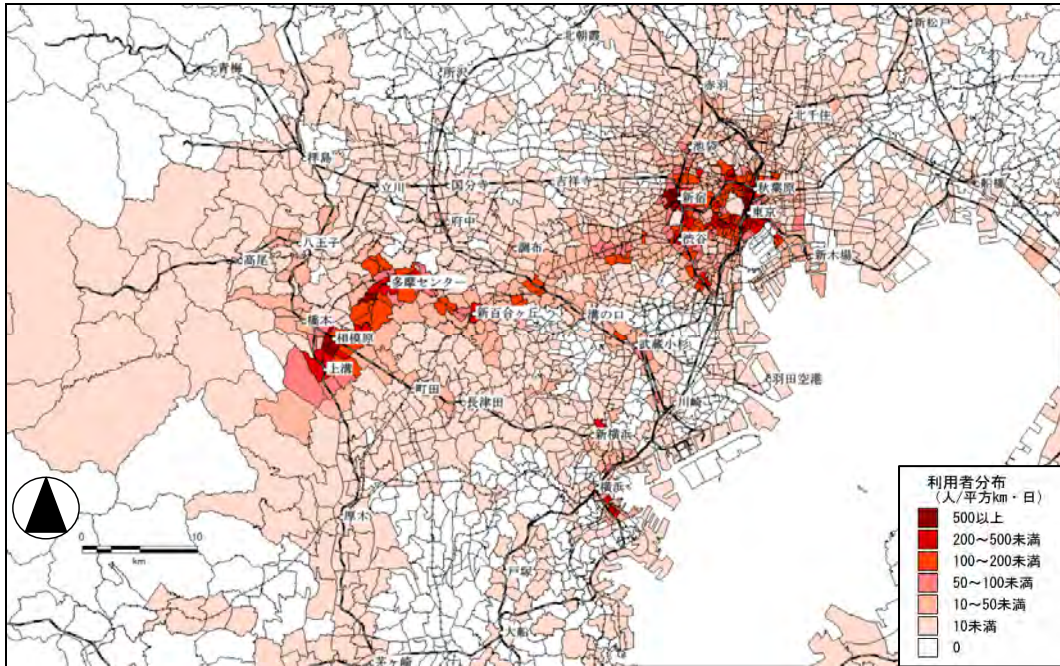 新松戸
北朝霞
青梅
所沢
赤羽
北千住
池袋
拝島
立川
国分寺
吉祥寺
新宿
秋葉原
船橋
東京
府中
渋谷
八王子
調布
高尾
新木場
多摩センター
新百合ヶ丘
溝の口
橋本
相模原
武蔵小杉
上溝
羽田空港
町田
長津田
川崎
新横浜
横浜
厚木
戸塚
大船
茅ヶ崎
0 10
km
利用者分布
(人/平方km・日)
500以上
200～500未満
100～200未満
50～100未満
10～50未満
10未満
0